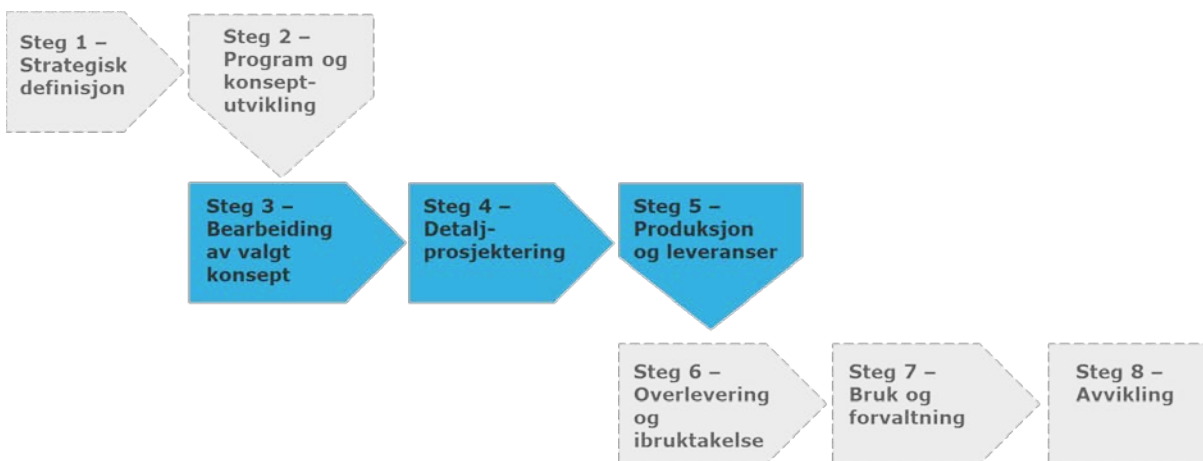 Steg 1 –
Strategisk
definisjon
Steg 2 –
Program og
konsept-
utvikling
Steg 3 –
Bearbeiding
av valgt
konsept
Steg 4 –
Detalj-
prosjektering
Steg 5 –
Produksjon
og leveranser
Steg 6 –
Overlevering
og
ibruktakelse
Steg 7 –
Bruk og
forvaltning
Steg 8 –
Avvikling